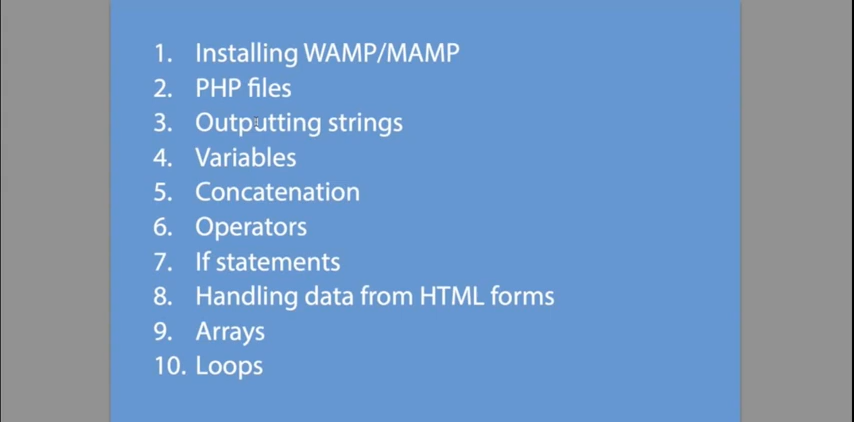 1. Installing WAMP/MAMP
2. PHP files
3. Outputting strings
4. Variables
5. Concatenation
6. Operators
7. If statements
8. Handling data from HTML forms
9. Arrays
10. Loops